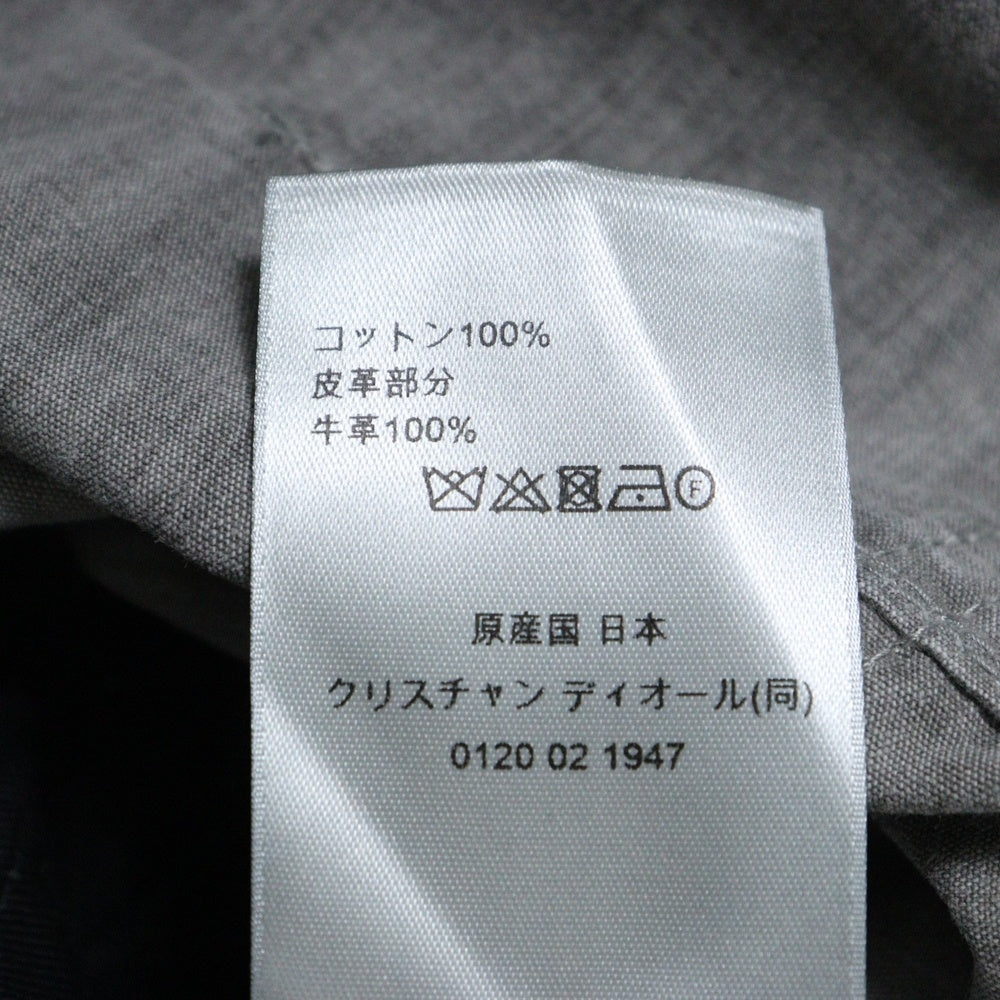 コットン100%
皮革部分
牛革100%
F
原産国 日本
クリスチャン ディオール(同)
0120 02 1947